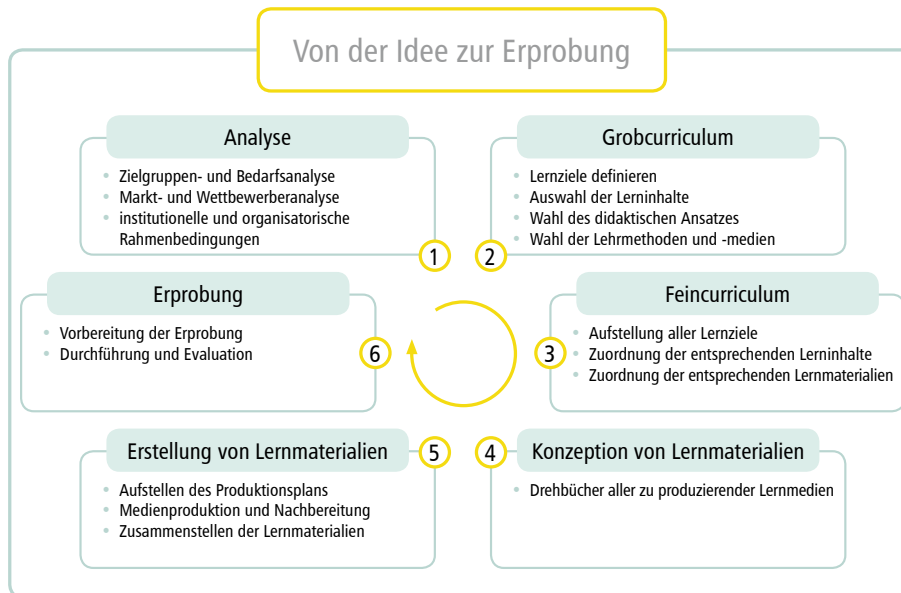 Von der Idee zur Erprobung
Analyse
• Zielgruppen- und Bedarfsanalyse
• Markt- und Wettbewerberanalyse
• institutionelle und organisatorische
Rahmenbedingungen
1
Grobcurriculum
• Lernziele definieren
• Auswahl der Lerninhalte
• Wahl des didaktischen Ansatzes
• Wahl der Lehrmethoden und -medien
2
Feincurriculum
• Aufstellung aller Lernziele
• Zuordnung der entsprechenden Lerninhalte
• Zuordnung der entsprechenden Lernmaterialien
3
Konzeption von Lernmaterialien
• Drehbücher aller zu produzierender Lernmedien
4
Erstellung von Lernmaterialien
• Aufstellen des Produktionsplans
• Medienproduktion und Nachbereitung
• Zusammenstellen der Lernmaterialien
5
Erprobung
• Vorbereitung der Erprobung
• Durchführung und Evaluation
6